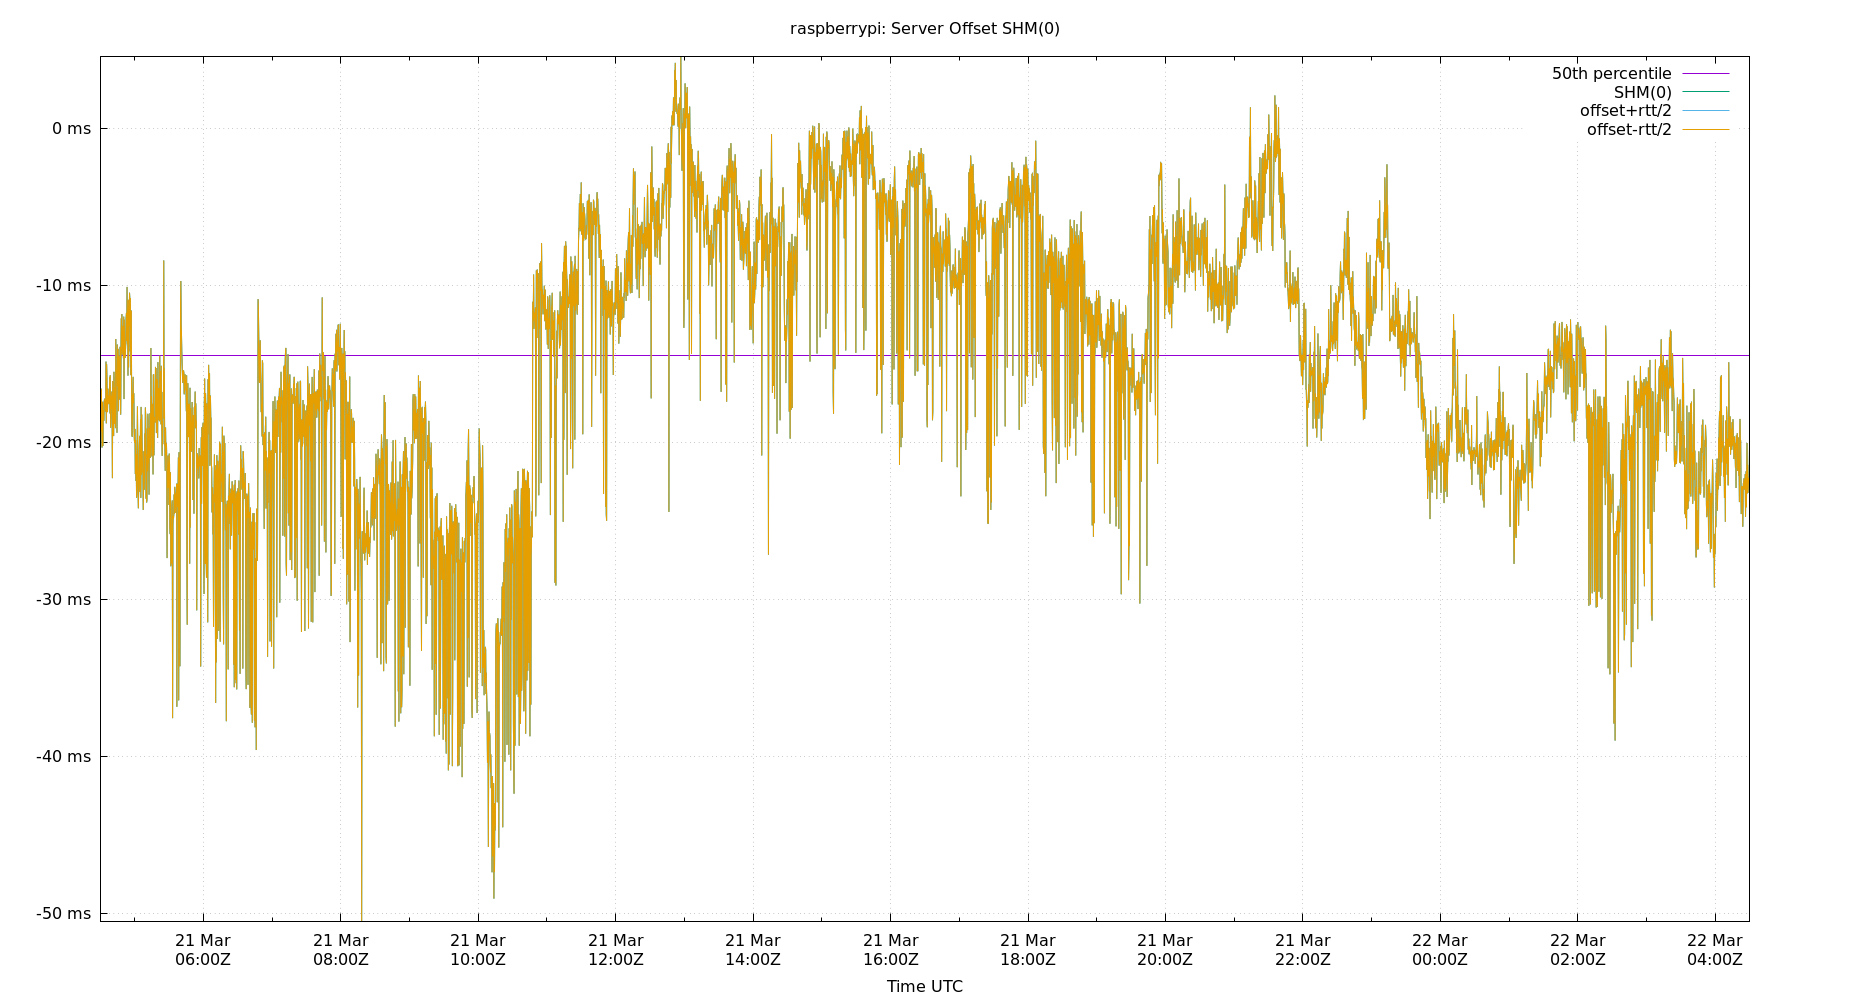 raspberrypi: Server Offset SHM(0)
50th percentile
SHM(0)
offset+rtt/2
offset-rtt/2
0 ms
-10 ms
-20 ms
-30 ms
-40 ms
-50 ms
21 Mar 21 Mar 21 Mar 21 Mar 21 Mar 21 Mar 21 Mar 21 Mar 21 Mar 22 Mar 22 Mar 22 Mar
06:00Z 08:00Z 10:00Z 12:00Z 14:00Z 16:00Z 18:00Z 20:00Z 22:00Z 00:00Z 02:00Z 04:00Z
Time UTC